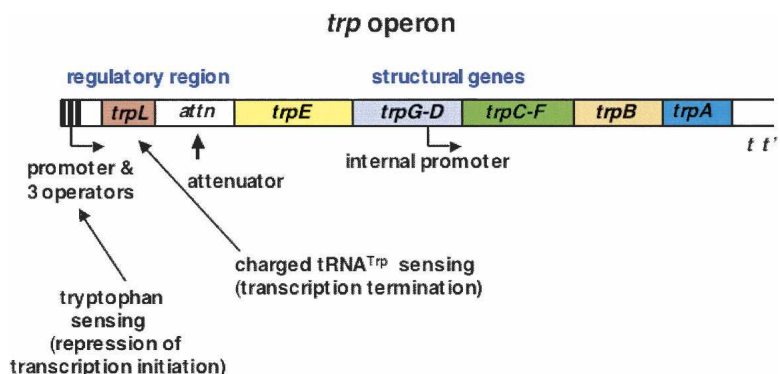 trp operon
regulatory region
structural genes
trpL
attn
trpE
trpG-D
trpC-F
trpB
trpA
t t'
promoter &
3 operators
attenuator
internal promoter
charged tRNATrp sensing
(transcription termination)
tryptophan
sensing
(repression of
transcription initiation)